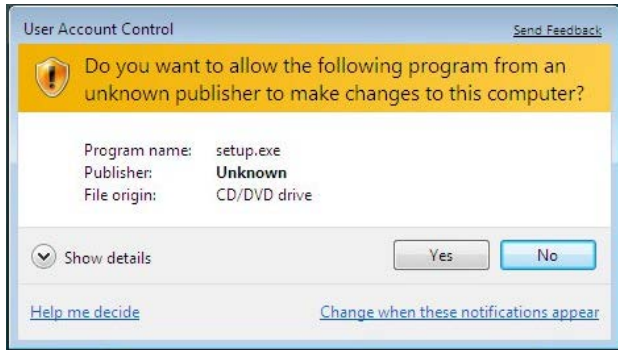 User Account Control
Send Feedback
Do you want to allow the following program from an
unknown publisher to make changes to this computer?
Program name: setup.exe
Publisher: Unknown
File origin: CD/DVD drive
Show details
Yes
No
Help me decide
Change when these notifications appear